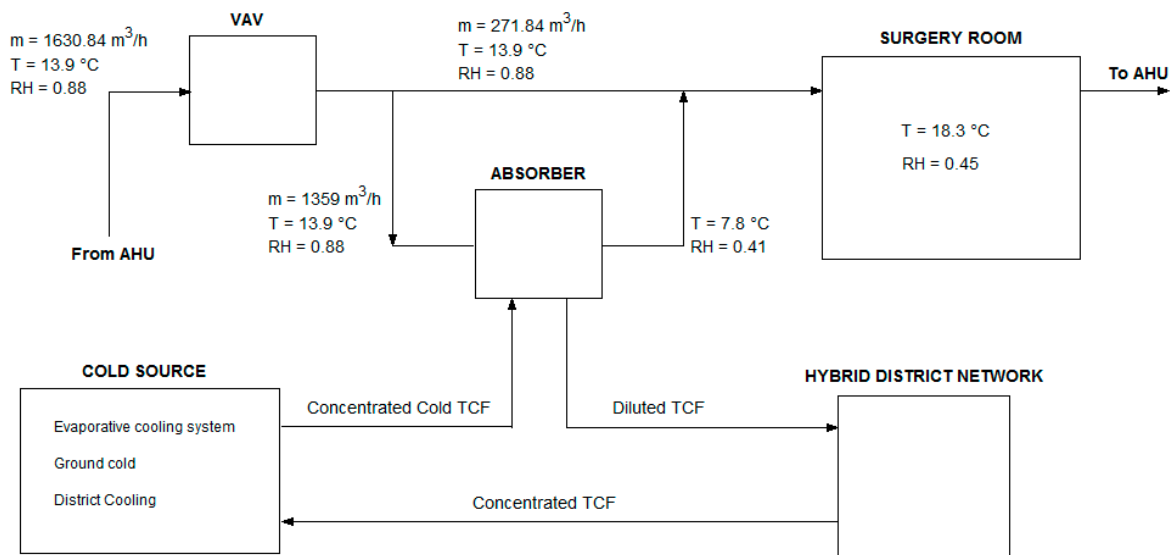 VAV
m = 1630.84 m³/h
T = 13.9 °C
RH = 0.88
m = 271.84 m³/h
T = 13.9 °C
RH = 0.88
SURGERY ROOM
To AHU
T = 18.3 °C
RH = 0.45
ABSORBER
m = 1359 m³/h
T = 13.9 °C
RH = 0.88
T = 7.8 °C
RH = 0.41
From AHU
COLD SOURCE
HYBRID DISTRICT NETWORK
Concentrated Cold TCF
Diluted TCF
Evaporative cooling system
Ground cold
District Cooling
Concentrated TCF